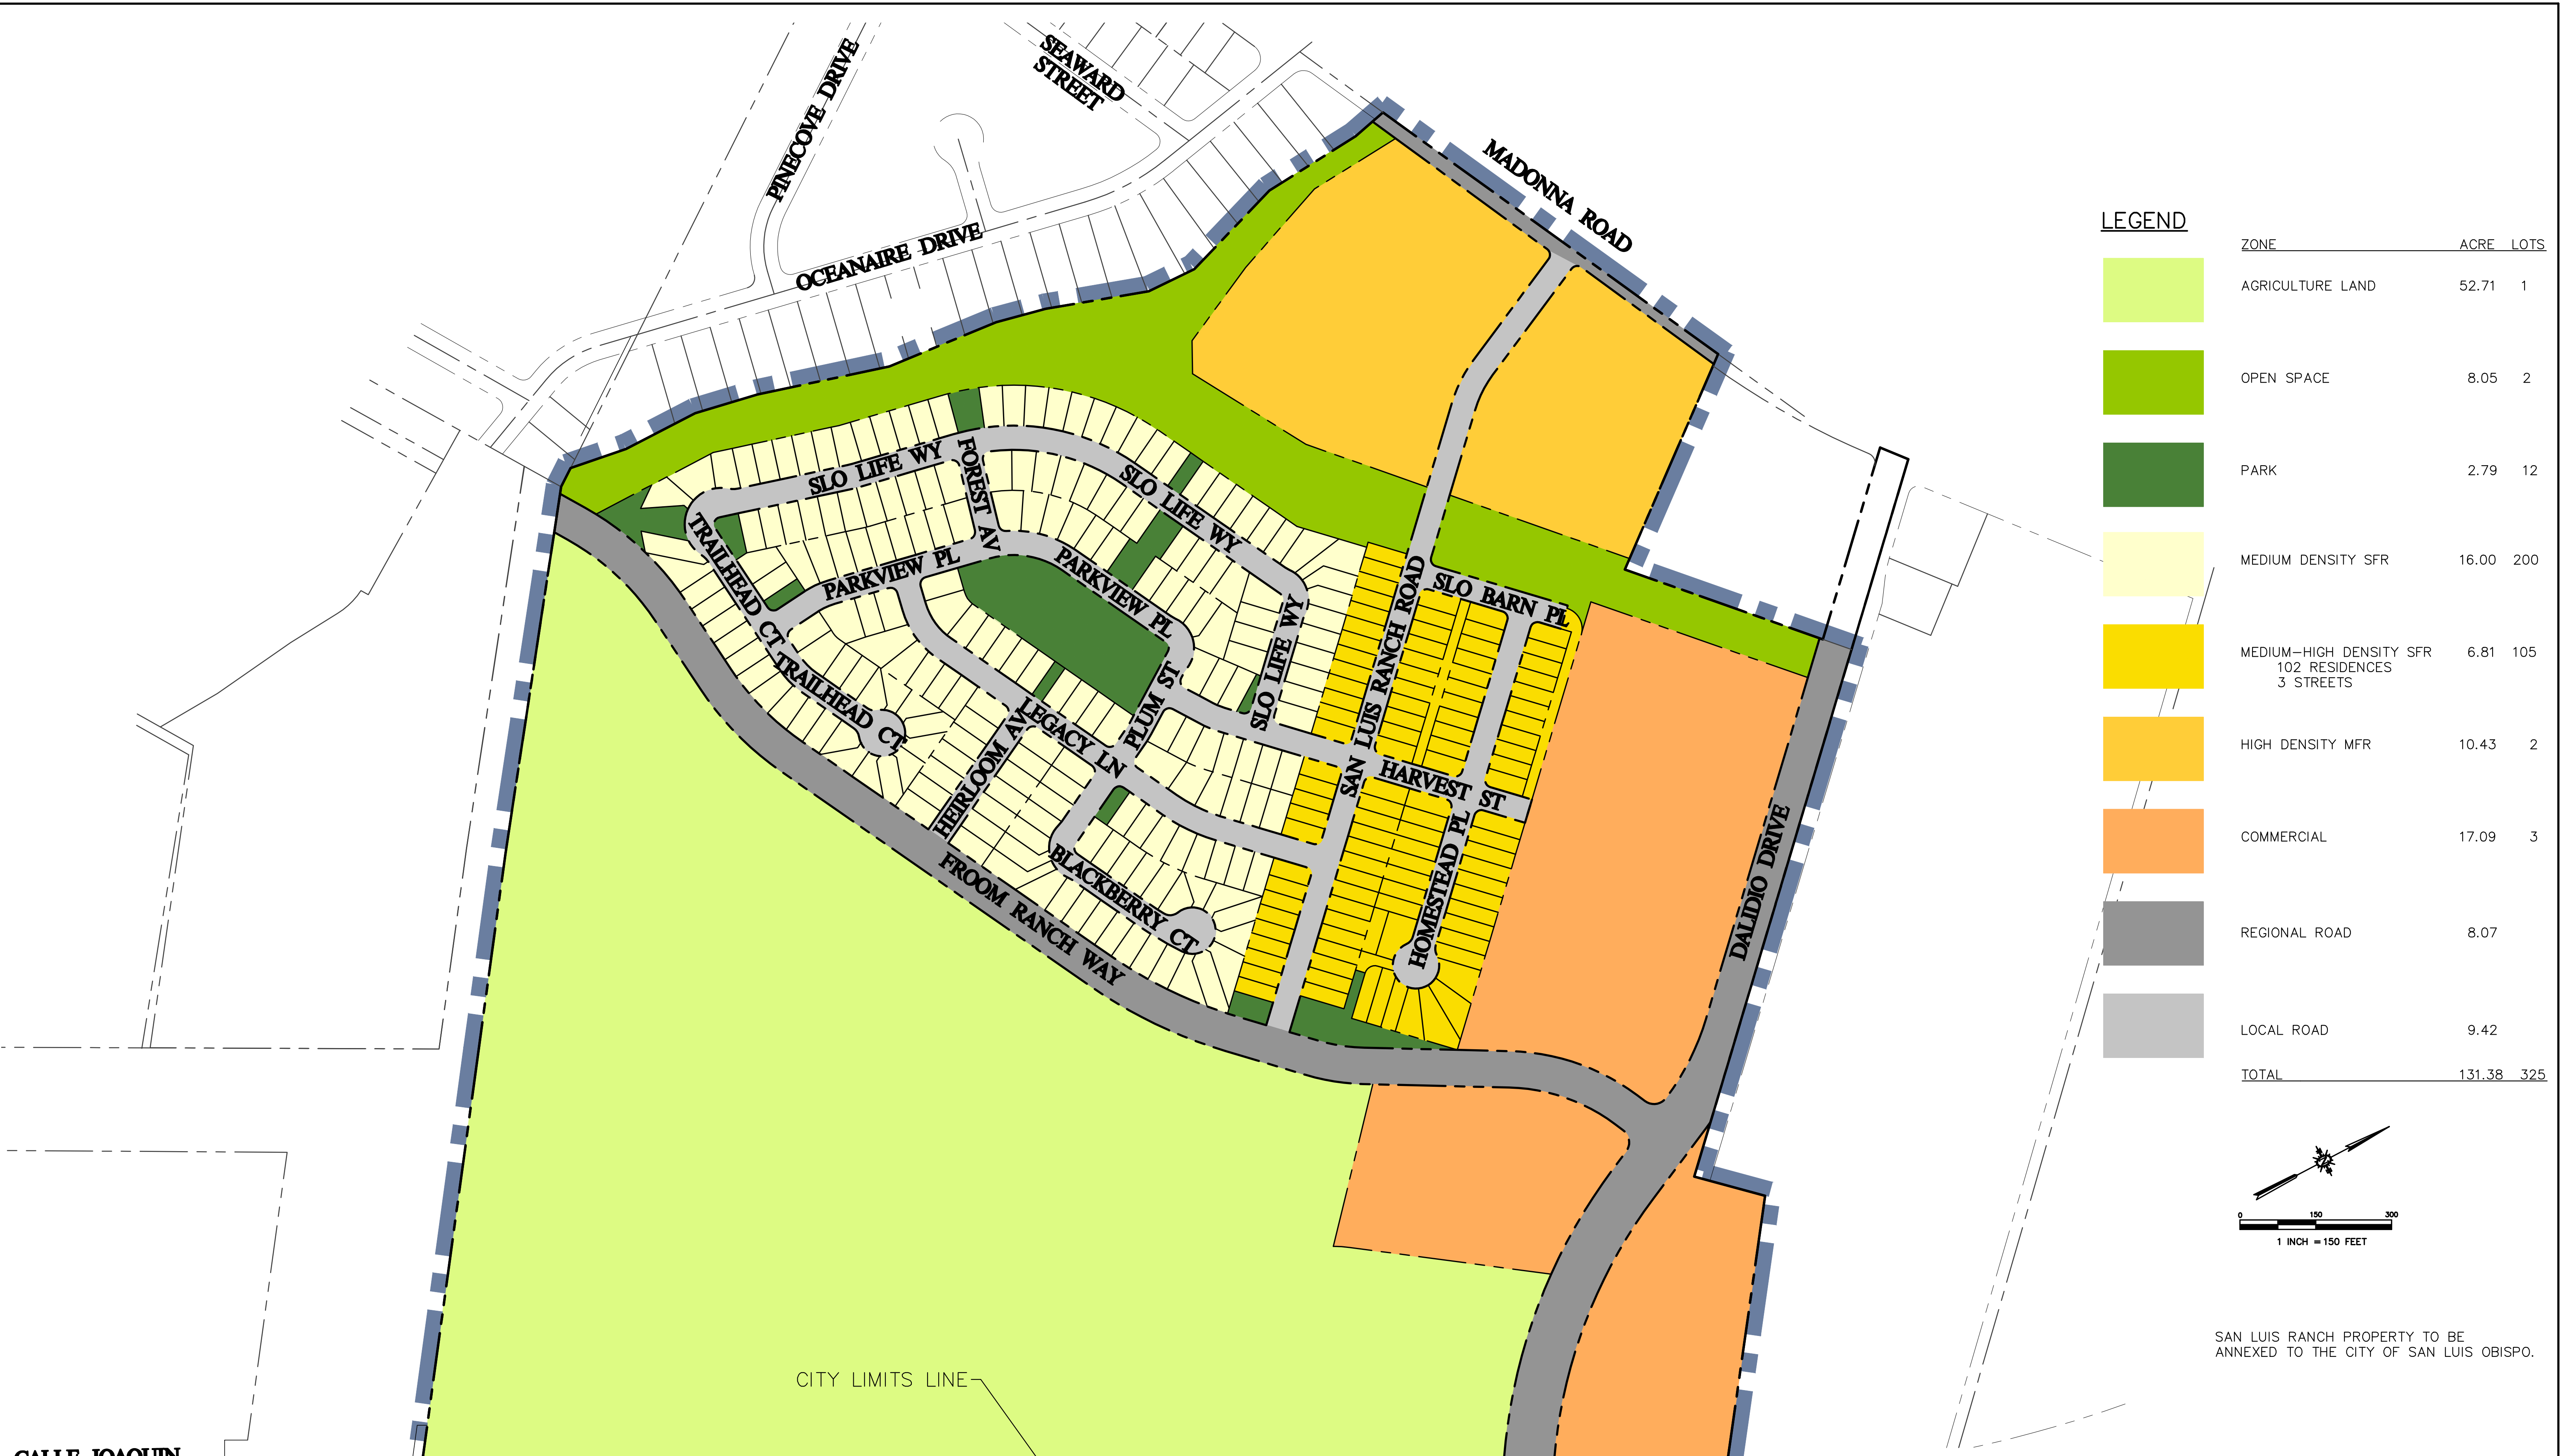 SEAWARD
STREET
PINECOVE DRIVE
OCEANAIRE DRIVE
MADONNA ROAD
SLO LIFE WY
FOREST AV
SLO LIFE WY
TRAILHEAD CT
PARKVIEW PL
PARKVIEW PL
SLO LIFE WY
SAN LUIS RANCH ROAD
SLO BARN PL
TRAILHEAD CT
PLUM ST
LEGACY LN
HEIRLOOM AV
HARVEST ST
HOMESTEAD PL
BLACKBERRY CT
FROOM RANCH WAY
DALIDIO DRIVE
CITY LIMITS LINE
CALLE JOAQUIN
LEGEND
ZONE ACRE LOTS
AGRICULTURE LAND 52.71 1
OPEN SPACE 8.05 2
PARK 2.79 12
MEDIUM DENSITY SFR 16.00 200
MEDIUM-HIGH DENSITY SFR 6.81 105
102 RESIDENCES
3 STREETS
HIGH DENSITY MFR 10.43 2
COMMERCIAL 17.09 3
REGIONAL ROAD 8.07
LOCAL ROAD 9.42
TOTAL 131.38 325
0 150 300
1 INCH = 150 FEET
SAN LUIS RANCH PROPERTY TO BE
ANNEXED TO THE CITY OF SAN LUIS OBISPO.